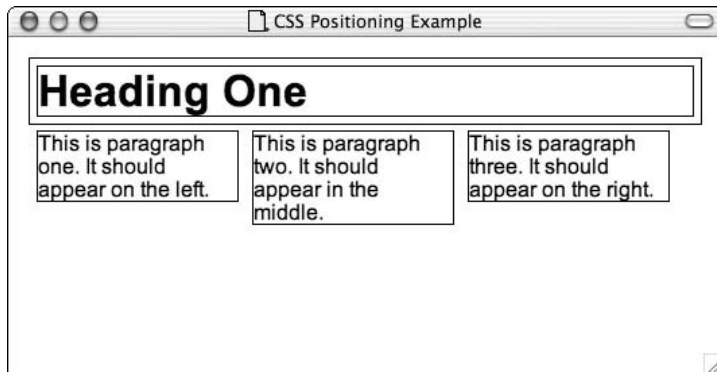 CSS Positioning Example
Heading One
This is paragraph
one. It should
appear on the left.
This is paragraph
two. It should
appear in the
middle.
This is paragraph
three. It should
appear on the right.